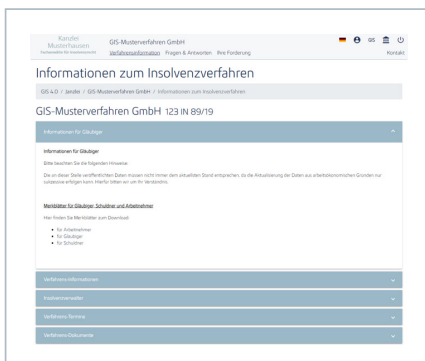 Kanzlei
Musterhausen
Fachanwälte für Insolvenzrecht
GIS-Musterverfahren GmbH
GIS
Verfahrensinformation Fragen & Antworten Ihre Forderung
Kontakt
Informationen zum Insolvenzverfahren
GIS 4.0 / Janzlei / GIS-Musterverfahren GmbH / Informationen zum Insolvenzverfahren
GIS-Musterverfahren GmbH 123 IN 89/19
Informationen für Gläubiger
Informationen für Gläubiger
Bitte beachten Sie die folgenden Hinweise:
Die an dieser Stelle veröffentlichten Daten müssen nicht immer dem aktuellsten Stand entsprechen, da die Aktualisierung der Daten aus arbeitsökonomischen Gründen nur
sukzessive erfolgen kann. Hierfür bitten wir um Ihr Verständnis.
Merkblätter für Gläubiger, Schuldner und Arbeitnehmer
Hier finden Sie Merkblätter zum Download:
für Arbeitnehmer
für Gläubiger
für Schuldner
Verfahrens-Informationen
Insolvenzverwalter
Verfahrens-Termine
Verfahrens-Dokumente